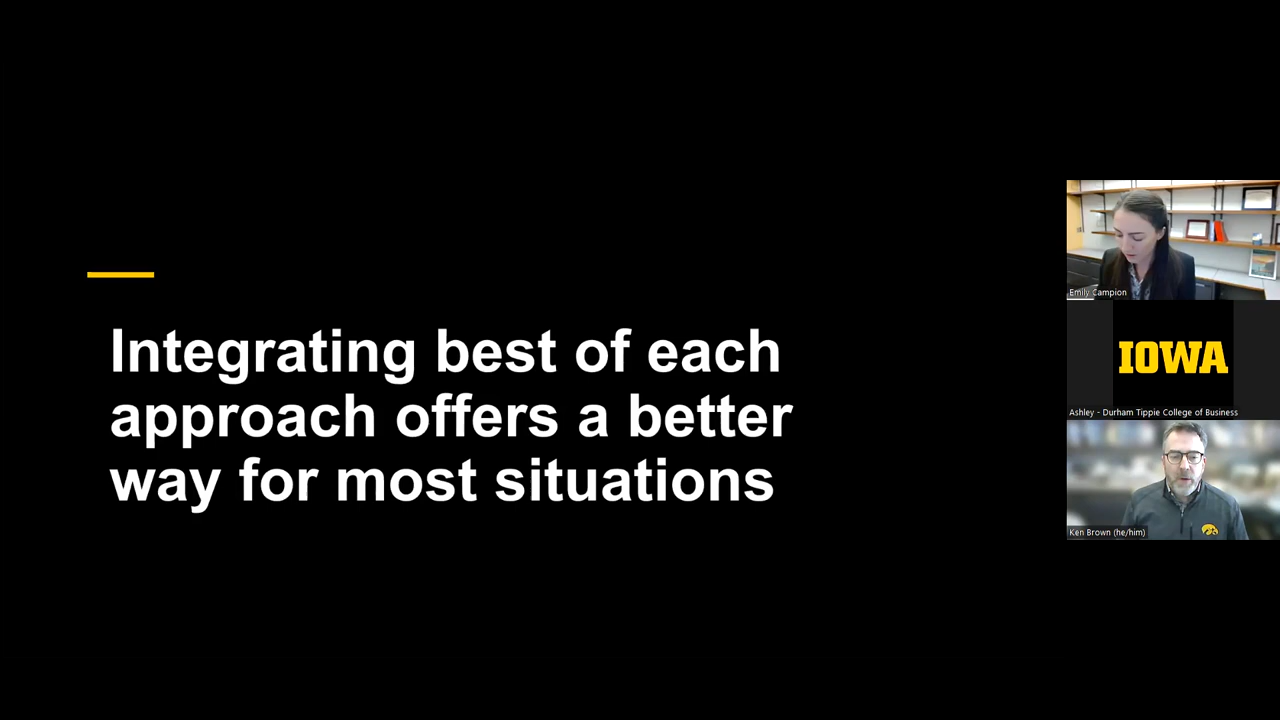 Integrating best of each
approach offers a better
way for most situations
Emily Campion
IOWA
Ashley - Durham Tippie College of Business
Ken Brown (he/him)